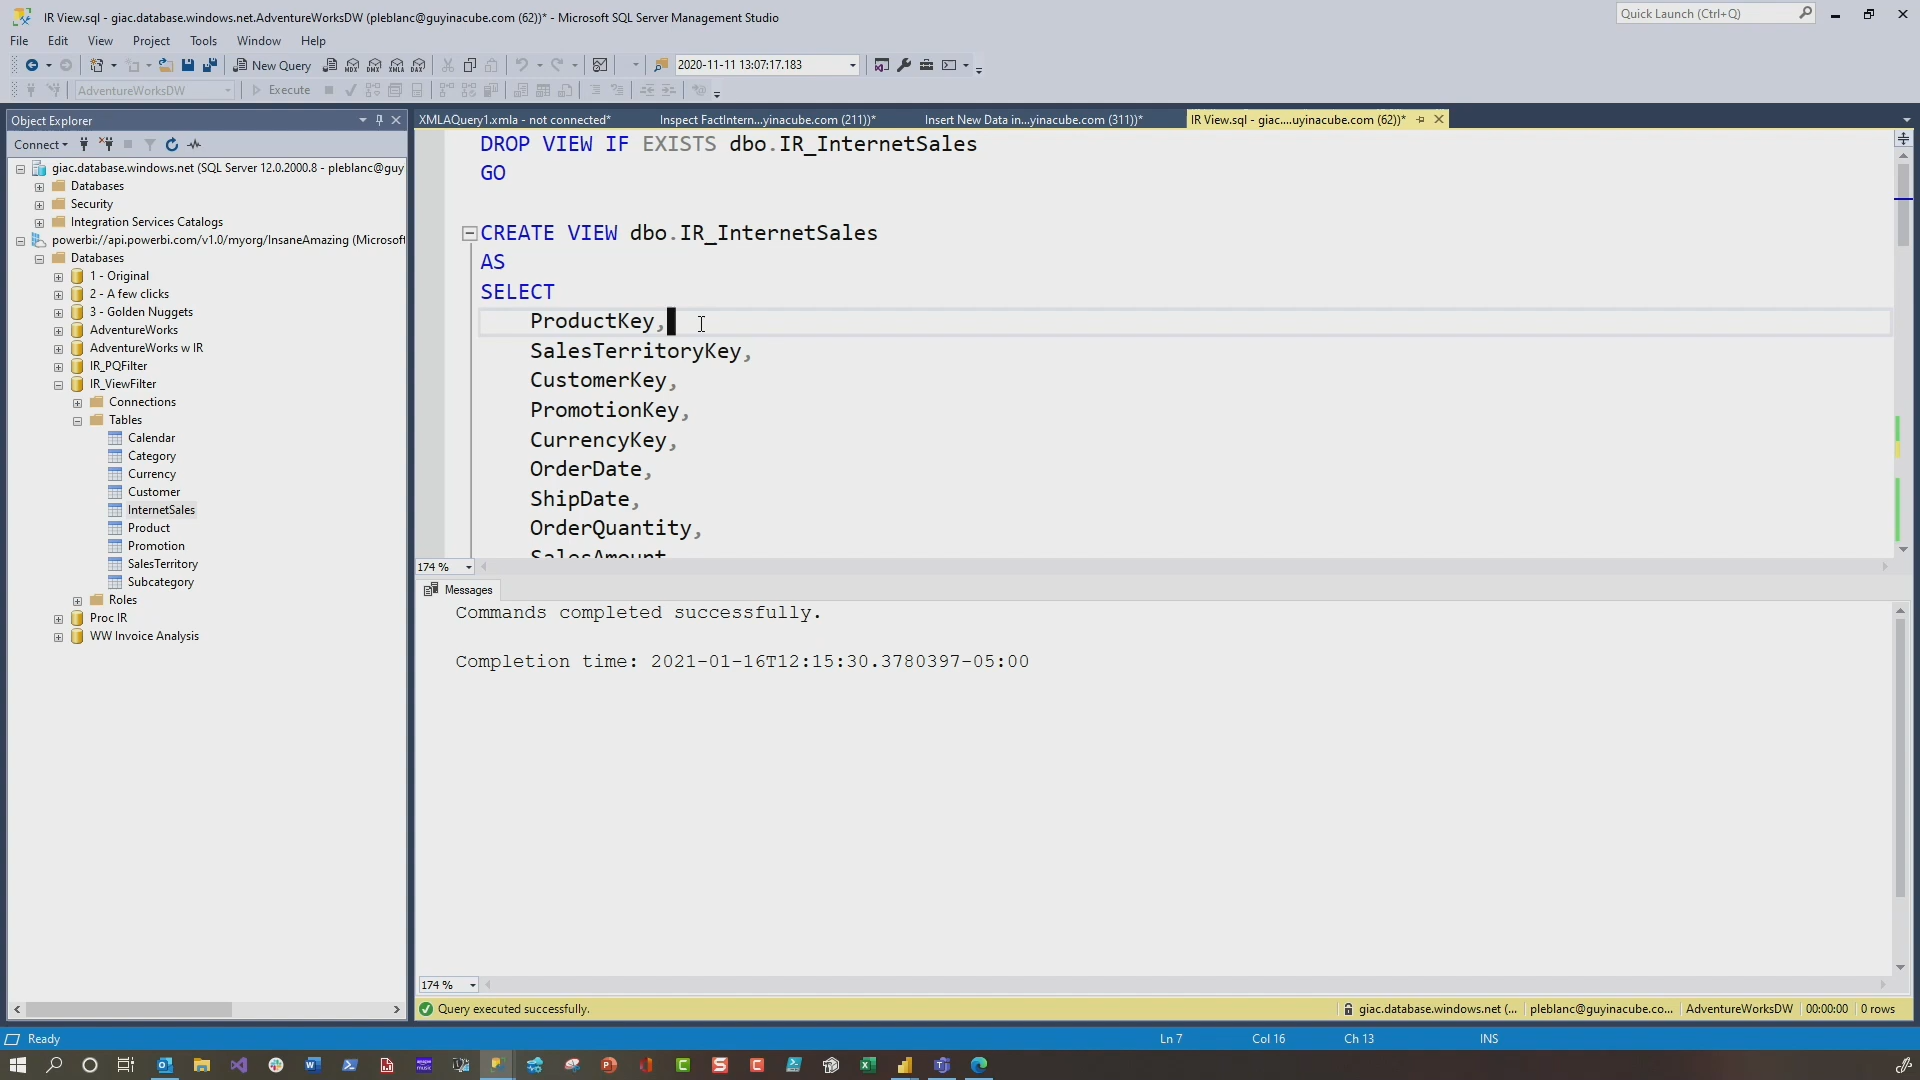 IR View.sql - giac.database.windows.net.AdventureWorksDW (pleblanc@guyinacube.com (62))* - Microsoft SQL Server Management Studio
Quick Launch (Ctrl+Q)
File Edit View Project Tools Window Help
New Query
MDX DMX XMLA DAX
2020-11-11 13:07:17.183
AdventureWorksDW
Execute
Object Explorer
Connect
giac.database.windows.net (SQL Server 12.0.2000.8 - pleblanc@guy
Databases
Security
Integration Services Catalogs
powerbi://api.powerbi.com/v1.0/myorg/InsaneAmazing (Microsoft
Databases
1 - Original
2 - A few clicks
3 - Golden Nuggets
AdventureWorks
AdventureWorks w IR
IR_PQFilter
IR_ViewFilter
Connections
Tables
Calendar
Category
Currency
Customer
InternetSales
Product
Promotion
SalesTerritory
Subcategory
Roles
Proc IR
WW Invoice Analysis
XMLAQuery1.xmla - not connected*
Inspect FactIntern...yinacube.com (211))*
Insert New Data in...yinacube.com (311))*
IR View.sql - giac....uyinacube.com (62))*
DROP VIEW IF EXISTS dbo.IR_InternetSales
GO
CREATE VIEW dbo.IR_InternetSales
AS
SELECT
ProductKey,
SalesTerritoryKey,
CustomerKey,
PromotionKey,
CurrencyKey,
OrderDate,
ShipDate,
OrderQuantity,
SalesAmount
174 %
Messages
Commands completed successfully.
Completion time: 2021-01-16T12:15:30.3780397-05:00
174 %
Query executed successfully.
giac.database.windows.net (...
pleblanc@guyinacube.co...
AdventureWorksDW
00:00:00
0 rows
Ready
Ln 7
Col 16
Ch 13
INS